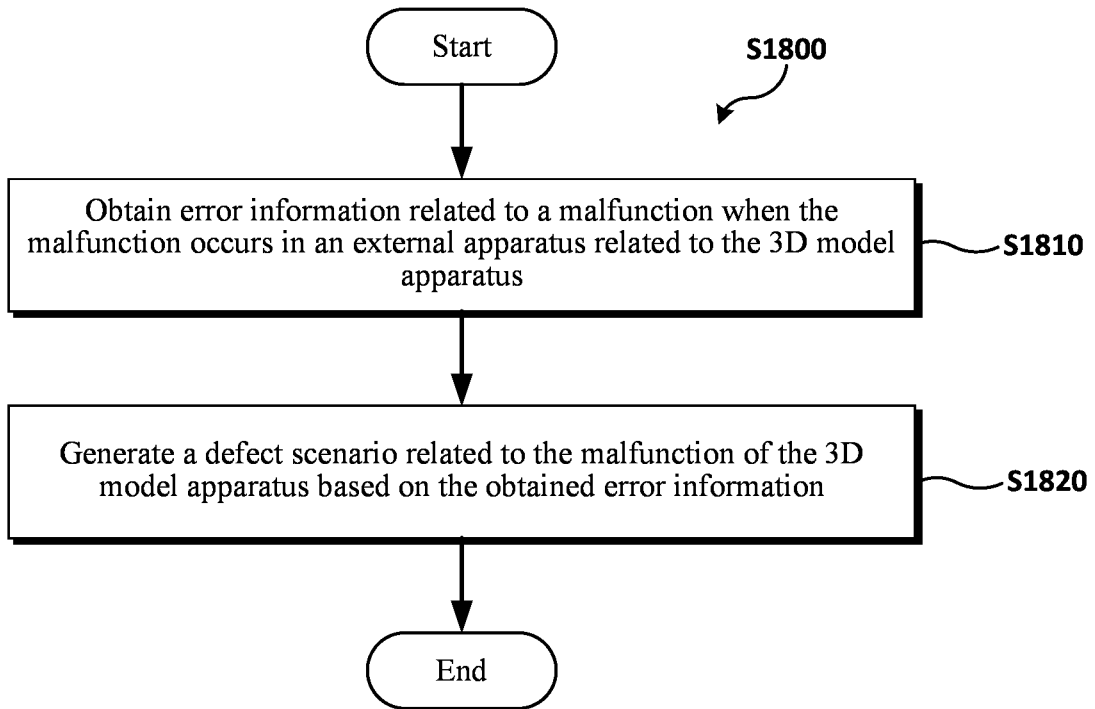 Start
S1800
Obtain error information related to a malfunction when the
malfunction occurs in an external apparatus related to the 3D model
apparatus
S1810
Generate a defect scenario related to the malfunction of the 3D
model apparatus based on the obtained error information
S1820
End